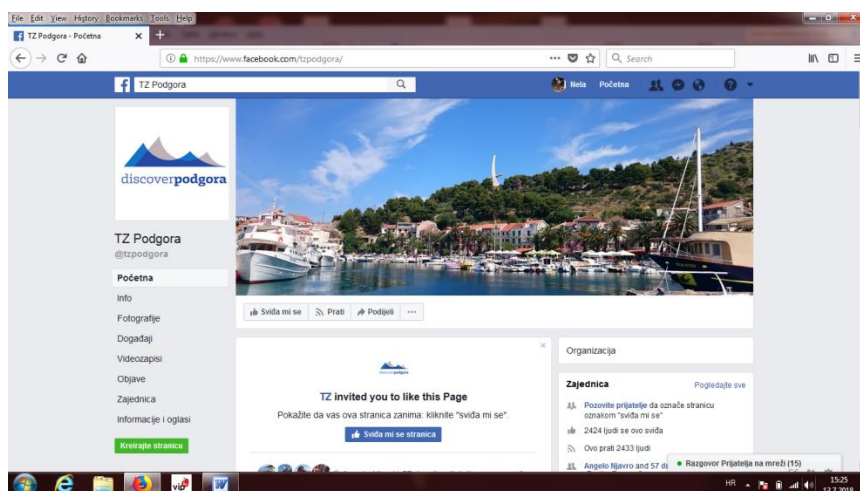 File Edit View History Bookmarks Tools Help
TZ Podgora - Početna
https://www.facebook.com/tzpodgora/
Search
TZ Podgora
Nela Početna
discoverpodgora
TZ Podgora
@tzpodgora
Početna
Info
Fotografije
Događaji
Videozapisi
Objave
Zajednica
Informacije i oglasi
Kreirajte stranicu
Sviđa mi se Prati Podijeli
TZ invited you to like this Page
Pokažite da vas ova stranica zanima: kliknite "sviđa mi se".
Sviđa mi se stranica
Organizacija
Zajednica Pogledajte sve
Pozovite prijatelje da označe stranicu
oznakom "sviđa mi se"
2424 ljudi se ovo sviđa
Ovo prati 2433 ljudi
Angelo Njavro and 57
Razgovor Prijatelja na mreži (15)
HR
15:25
12.7.2018